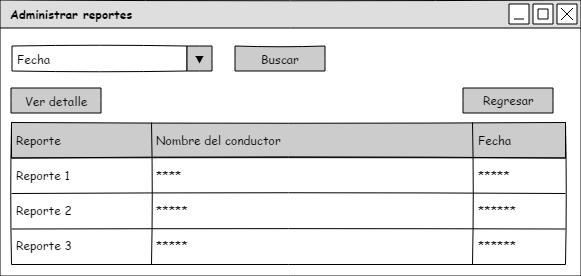 Administrar reportes
Fecha
Buscar
Ver detalle
Regresar
Reporte Nombre del conductor Fecha
Reporte 1 **** *****
Reporte 2 ***** ******
Reporte 3 ***** ******